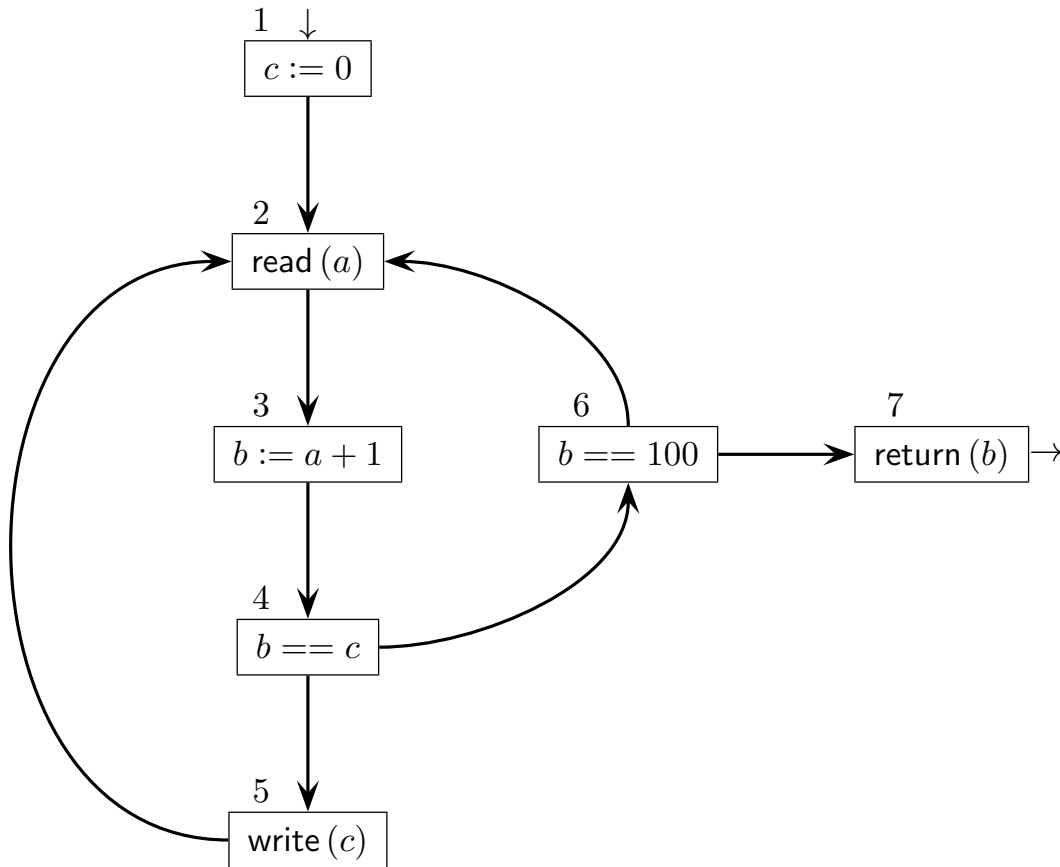 1 ↓
c := 0
2
read (a)
3
b := a + 1
6
b == 100
7
return (b) →
4
b == c
5
write (c)